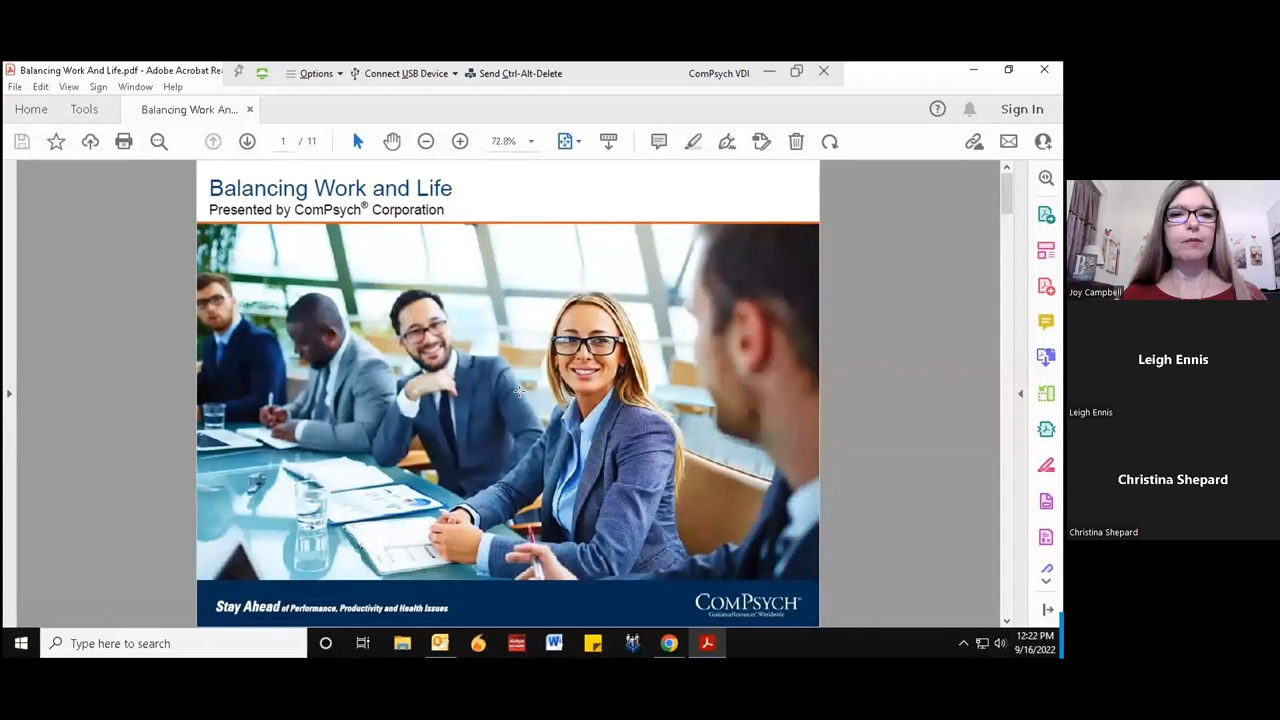 Balancing Work And Life.pdf - Adobe Acrobat Re
Options
Connect USB Device
Send Ctrl-Alt-Delete
ComPsych VDI
File Edit View Sign Window Help
Home Tools Balancing Work An... Sign In
1 / 11 72.8%
Balancing Work and Life
Presented by ComPsych® Corporation
Stay Ahead of Performance, Productivity and Health Issues
COMPSYCH
GuidanceResources Worldwide
Joy Campbell
Leigh Ennis
Leigh Ennis
Christina Shepard
Christina Shepard
Type here to search
12:22 PM
9/16/2022